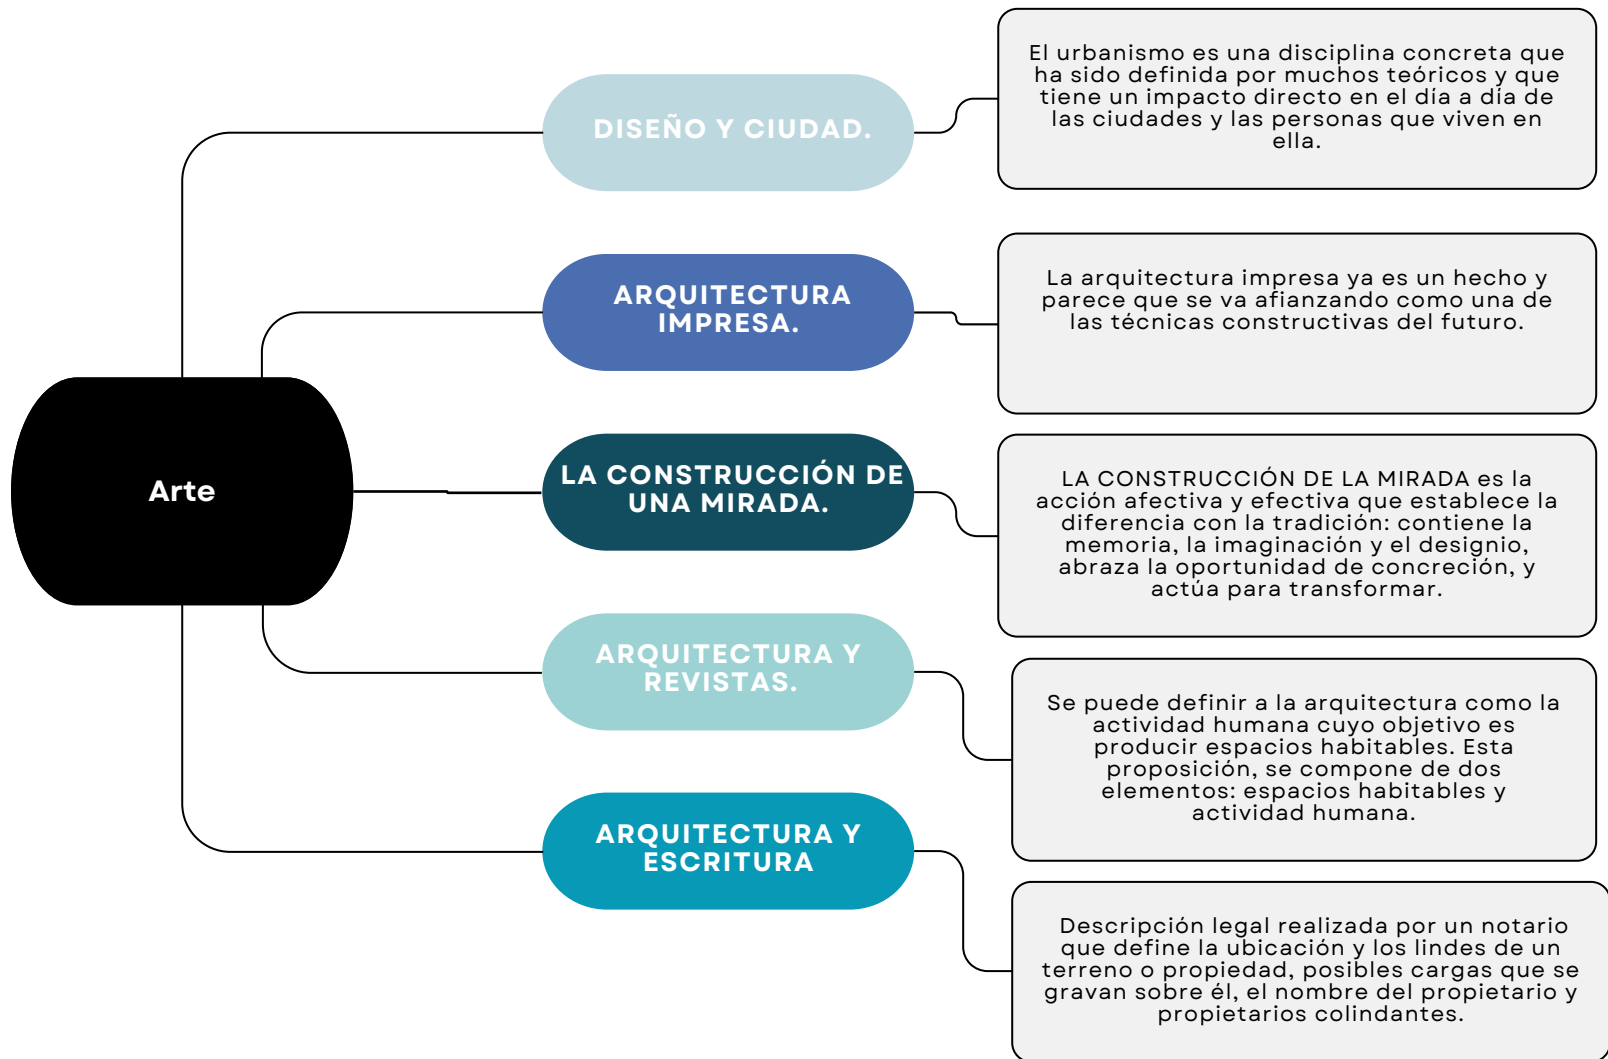 Arte
DISEÑO Y CIUDAD.
El urbanismo es una disciplina concreta que
ha sido definida por muchos teóricos y que
tiene un impacto directo en el día a día de
las ciudades y las personas que viven en
ella.
ARQUITECTURA
IMPRESA.
La arquitectura impresa ya es un hecho y
parece que se va afianzando como una de
las técnicas constructivas del futuro.
LA CONSTRUCCIÓN DE
UNA MIRADA.
LA CONSTRUCCIÓN DE LA MIRADA es la
acción afectiva y efectiva que establece la
diferencia con la tradición: contiene la
memoria, la imaginación y el designio,
abraza la oportunidad de concreción, y
actúa para transformar.
ARQUITECTURA Y
REVISTAS.
Se puede definir a la arquitectura como la
actividad humana cuyo objetivo es
producir espacios habitables. Esta
proposición, se compone de dos
elementos: espacios habitables y
actividad humana.
ARQUITECTURA Y
ESCRITURA
Descripción legal realizada por un notario
que define la ubicación y los lindes de un
terreno o propiedad, posibles cargas que se
gravan sobre él, el nombre del propietario y
propietarios colindantes.